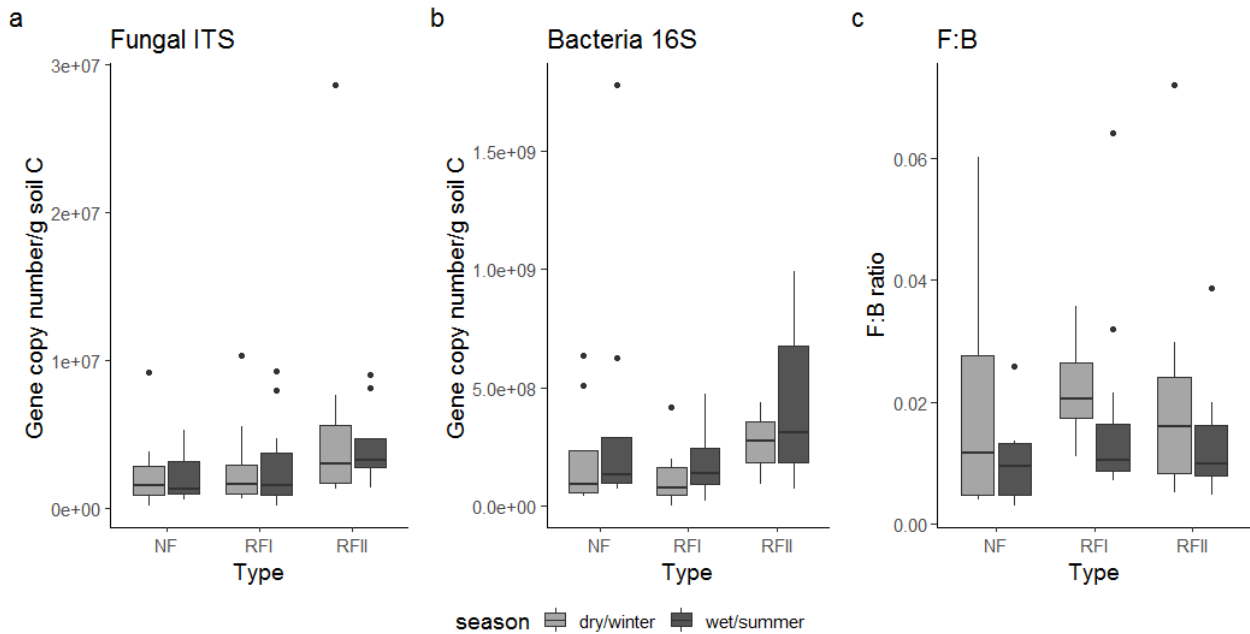 a
Fungal ITS
Gene copy number/g soil C
3e+07
2e+07
1e+07
0e+00
NF RFI RFII
Type
b
Bacteria 16S
Gene copy number/g soil C
1.5e+09
1.0e+09
5.0e+08
0.0e+00
NF RFI RFII
Type
c
F:B
F:B ratio
0.06
0.04
0.02
0.00
NF RFI RFII
Type
season dry/winter wet/summer